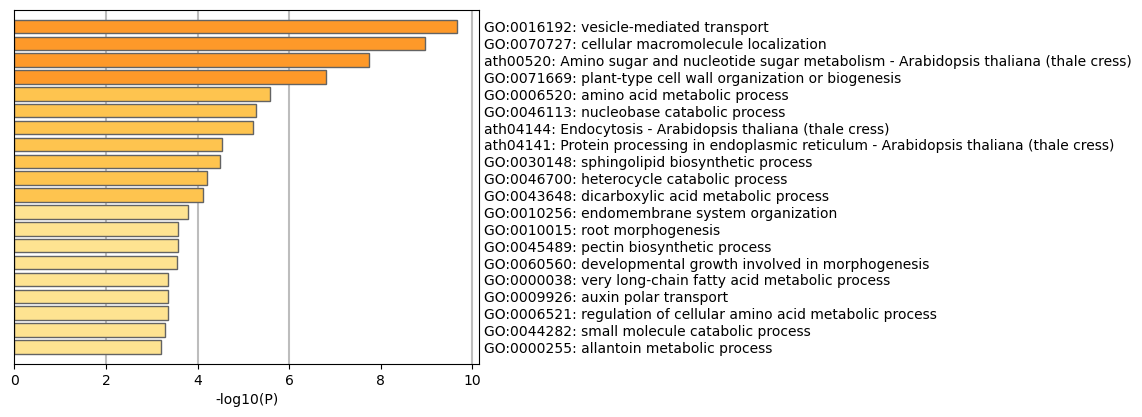 GO:0016192: vesicle-mediated transport
GO:0070727: cellular macromolecule localization
ath00520: Amino sugar and nucleotide sugar metabolism - Arabidopsis thaliana (thale cress)
GO:0071669: plant-type cell wall organization or biogenesis
GO:0006520: amino acid metabolic process
GO:0046113: nucleobase catabolic process
ath04144: Endocytosis - Arabidopsis thaliana (thale cress)
ath04141: Protein processing in endoplasmic reticulum - Arabidopsis thaliana (thale cress)
GO:0030148: sphingolipid biosynthetic process
GO:0046700: heterocycle catabolic process
GO:0043648: dicarboxylic acid metabolic process
GO:0010256: endomembrane system organization
GO:0010015: root morphogenesis
GO:0045489: pectin biosynthetic process
GO:0060560: developmental growth involved in morphogenesis
GO:0000038: very long-chain fatty acid metabolic process
GO:0009926: auxin polar transport
GO:0006521: regulation of cellular amino acid metabolic process
GO:0044282: small molecule catabolic process
GO:0000255: allantoin metabolic process
0 2 4 6 8 10
-log10(P)